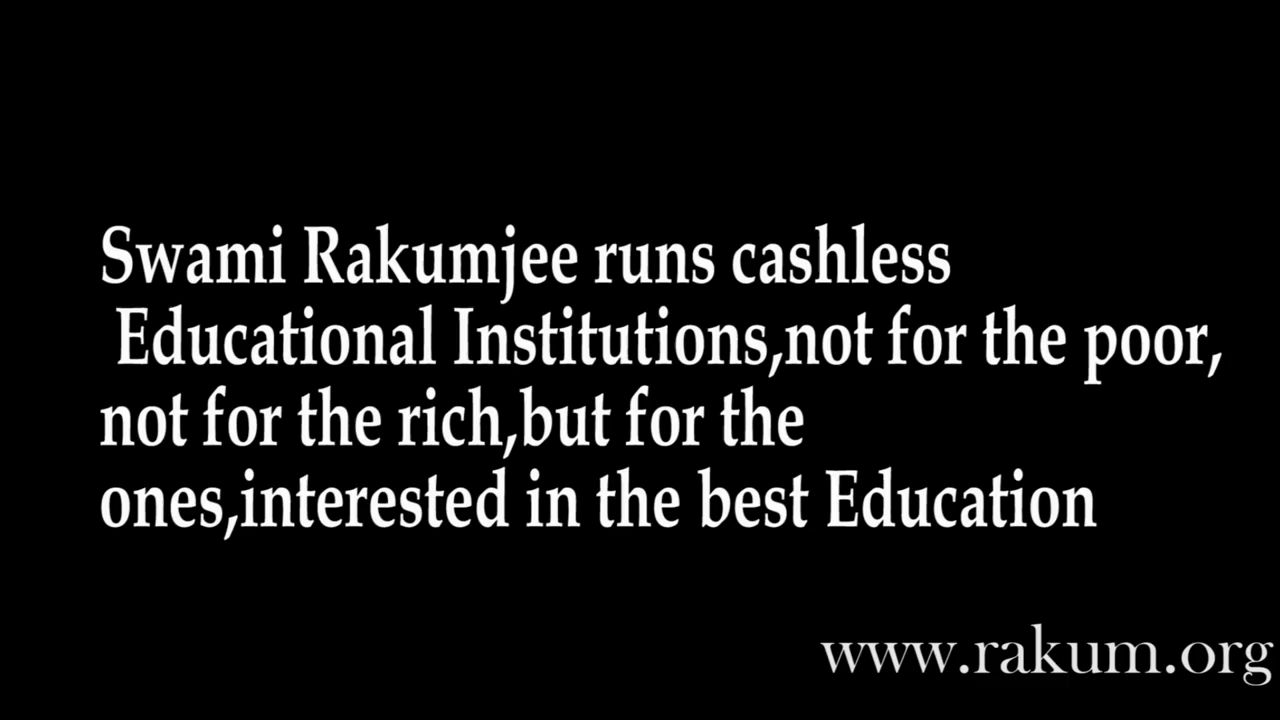 Swami Rakumjee runs cashless
Educational Institutions,not for the poor,
not for the rich,but for the
ones,interested in the best Education
www.rakum.org